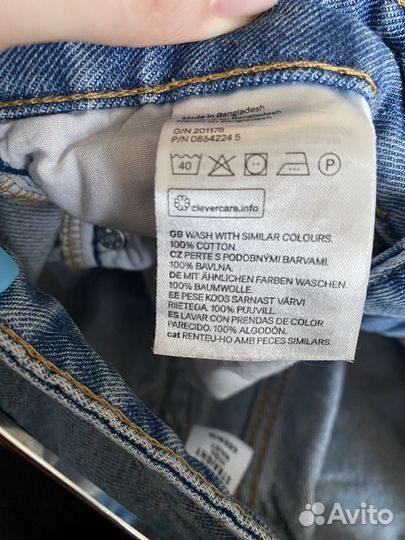 Made in Bangladesh
O/N 201178
P/N 0864224 5
40 P
clevercare.info
GB WASH WITH SIMILAR COLOURS.
100% COTTON.
CZ PERTE S PODOBNÝMI BARVAMI.
100% BAVLNA.
DE MIT ÄHNLICHEN FARBEN WASCHEN.
100% BAUMWOLLE.
EE PESE KOOS SARNAST VÄRVI
RIIETEGA. 100% PUUVILL.
ES LAVAR CON PRENDAS DE COLOR
PARECIDO. 100% ALGODÓN.
cat RENTEU-HO AMB PECES SIMILARS.
Avito